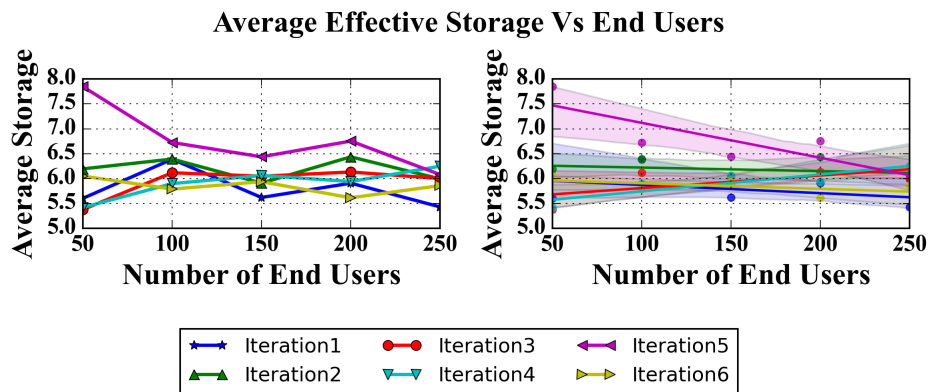 Average Effective Storage Vs End Users
Average Storage
8.0
7.5
7.0
6.5
6.0
5.5
5.0
50 100 150 200 250
Number of End Users
Average Storage
8.0
7.5
7.0
6.5
6.0
5.5
5.0
50 100 150 200 250
Number of End Users
Iteration1 Iteration3 Iteration5
Iteration2 Iteration4 Iteration6